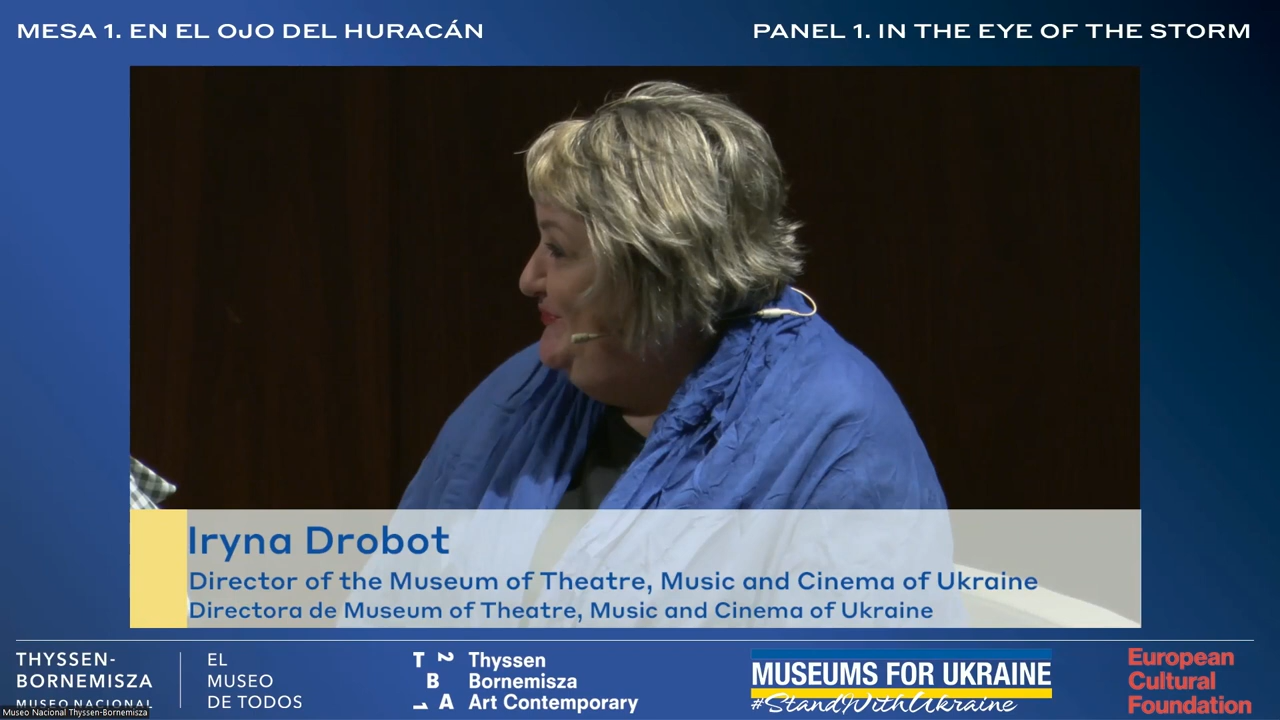 MESA 1. EN EL OJO DEL HURACÁN
PANEL 1. IN THE EYE OF THE STORM
Iryna Drobot
Director of the Museum of Theatre, Music and Cinema of Ukraine
Directora de Museum of Theatre, Music and Cinema of Ukraine
THYSSEN-
BORNEMISZA
MUSEO NACIONAL
EL
MUSEO
DE TODOS
T 2
B
1 A
Thyssen
Bornemisza
Art Contemporary
MUSEUMS FOR UKRAINE
#StandWithUkraine
European
Cultural
Foundation
Museo Nacional Thyssen-Bornemisza